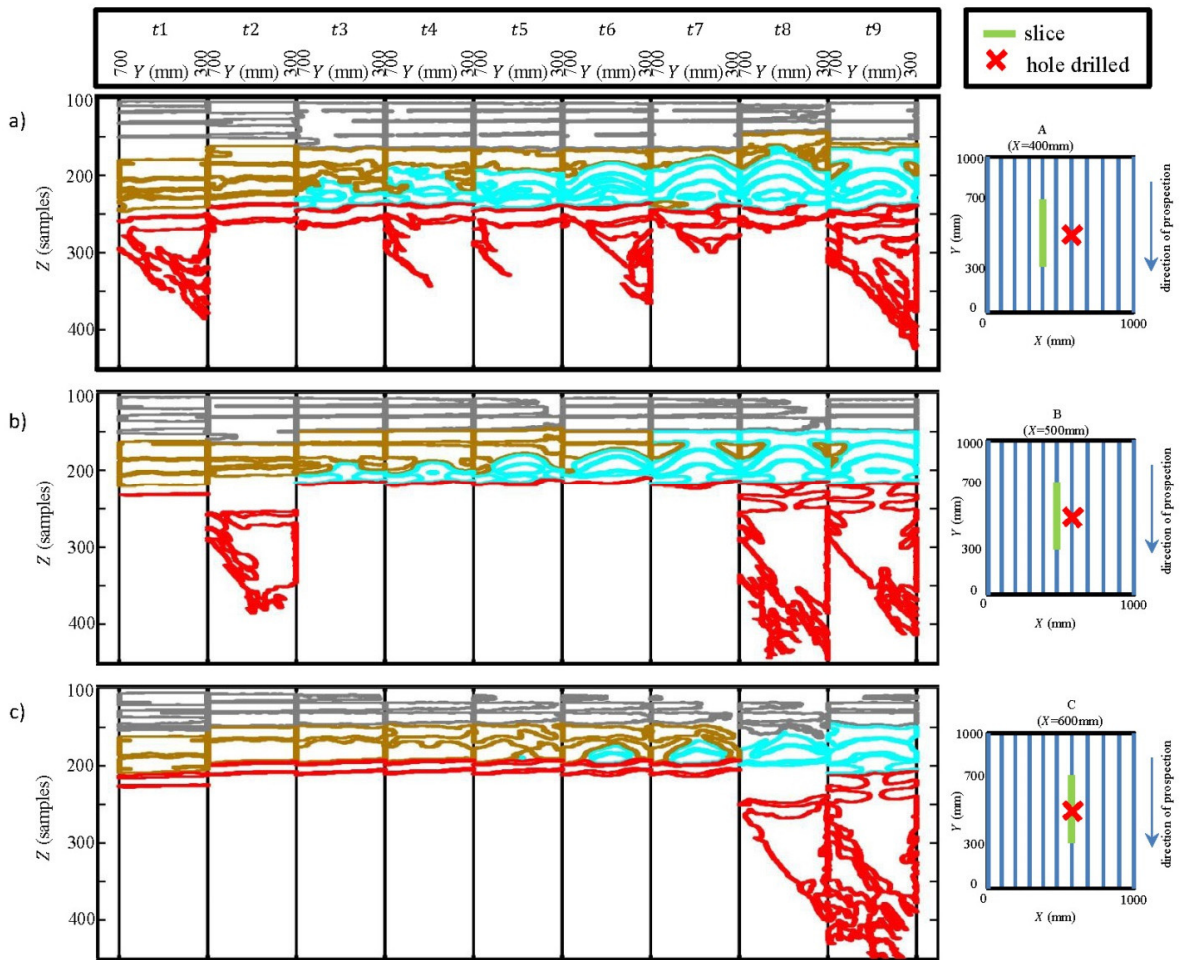 t1 t2 t3 t4 t5 t6 t7 t8 t9
700 300 700 300 700 300 700 300 700 300 700 300 700 300 700 300 700 300
Y (mm) Y (mm) Y (mm) Y (mm) Y (mm) Y (mm) Y (mm) Y (mm) Y (mm)
slice
hole drilled
a)
100
200
300
400
Z (samples)
A
(X=400mm)
1000
700
300
0
Y (mm)
0 1000
X (mm)
direction of prospection
b)
100
200
300
400
Z (samples)
B
(X=500mm)
1000
700
300
0
Y (mm)
0 1000
X (mm)
direction of prospection
c)
100
200
300
400
Z (samples)
C
(X=600mm)
1000
700
300
0
Y (mm)
0 1000
X (mm)
direction of prospection